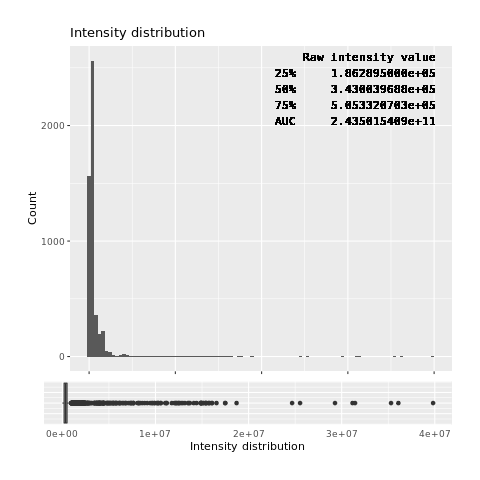 Intensity distribution
Raw intensity value
25% 1.862895000e+05
50% 3.430039688e+05
75% 5.053320703e+05
AUC 2.435015409e+11
Count
2000
1000
0
0e+00 1e+07 2e+07 3e+07 4e+07
Intensity distribution